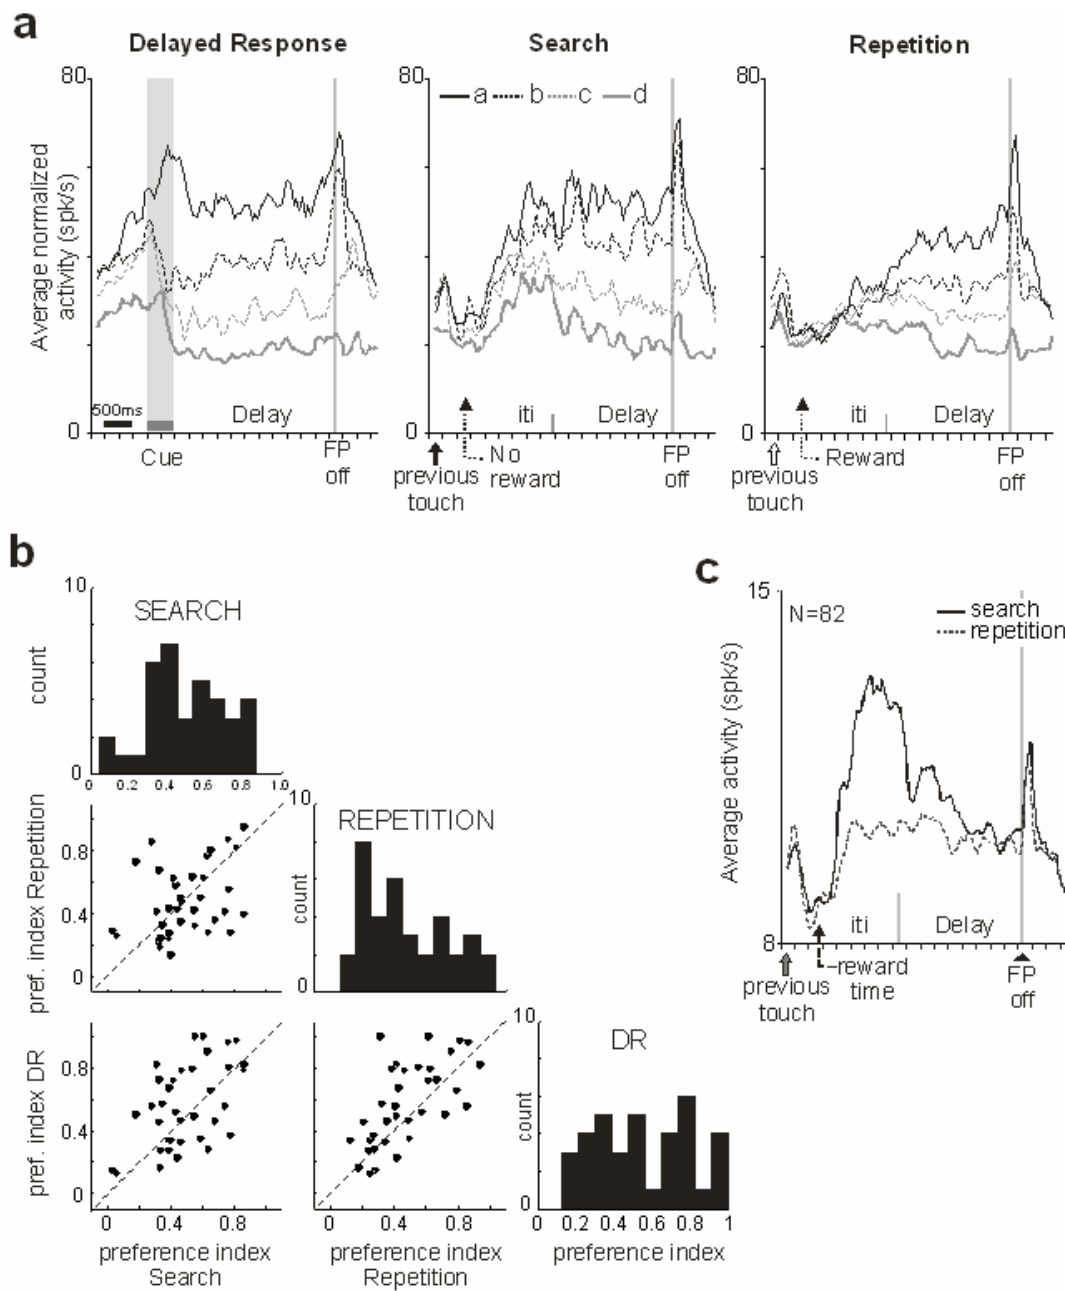 a
Delayed Response
Search
Repetition
80
80
80
a b c d
Average normalized
activity (spk/s)
500ms
Delay
iti
Delay
iti
Delay
0
0
0
Cue
FP
off
previous
touch
No
reward
FP
off
previous
touch
Reward
FP
off
b
10
SEARCH
count
0
0 0.2 0.4 0.6 0.8 1.0
pref. index Repetition
0.8
0.4
0
10
REPETITION
count
0
pref. index DR
0.8
0.4
0
0 0.4 0.8
preference index
Search
0 0.4 0.8
preference index
Repetition
10
DR
count
0
0 0.2 0.4 0.6 0.8 1
preference index
c
15
N=82
search
repetition
Average activity (spk/s)
iti
Delay
8
previous
touch
reward
time
FP
off